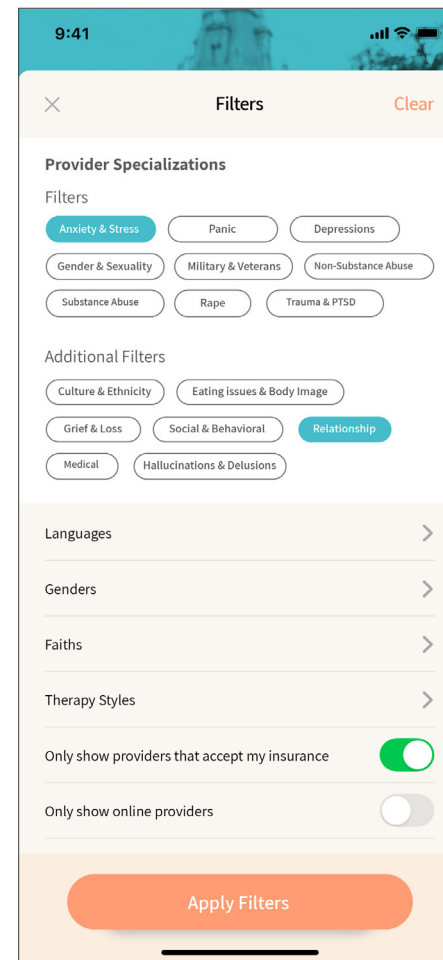 9:41
Filters Clear
Provider Specializations
Filters
Anxiety & Stress Panic Depressions
Gender & Sexuality Military & Veterans Non-Substance Abuse
Substance Abuse Rape Trauma & PTSD
Additional Filters
Culture & Ethnicity Eating issues & Body Image
Grief & Loss Social & Behavioral Relationship
Medical Hallucinations & Delusions
Languages
Genders
Faiths
Therapy Styles
Only show providers that accept my insurance
Only show online providers
Apply Filters